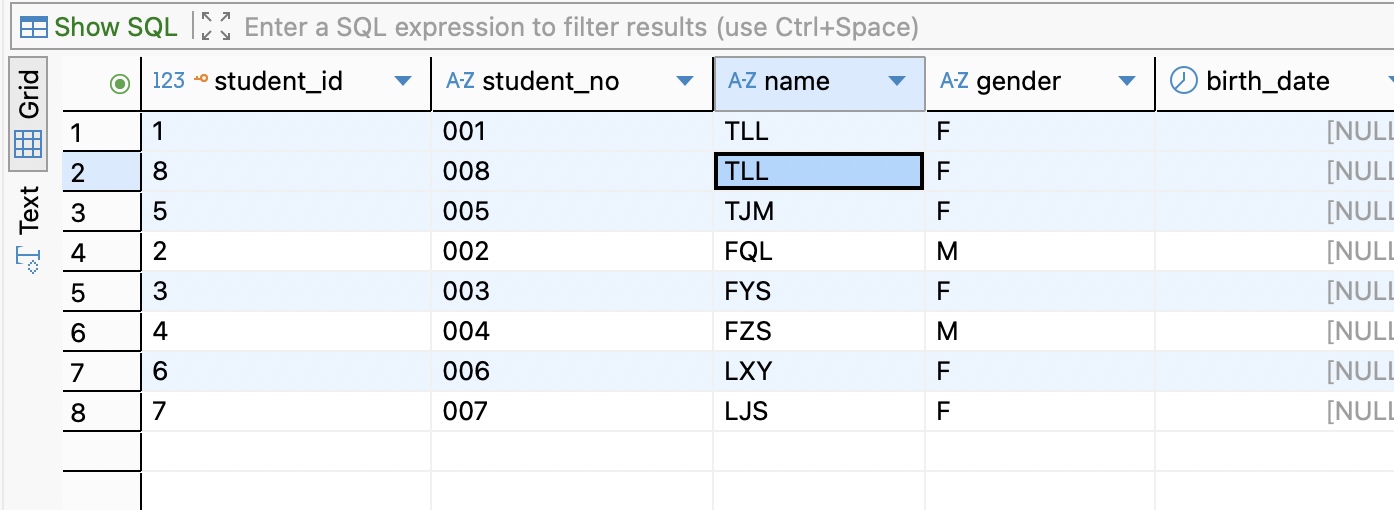 Show SQL Enter a SQL expression to filter results (use Ctrl+Space)
Grid
Text
123 student_id A-Z student_no A-Z name A-Z gender birth_date
1 1 001 TLL F [NULL
2 8 008 TLL F [NULL
3 5 005 TJM F [NULL
4 2 002 FQL M [NULL
5 3 003 FYS F [NULL
6 4 004 FZS M [NULL
7 6 006 LXY F [NULL
8 7 007 LJS F [NULL